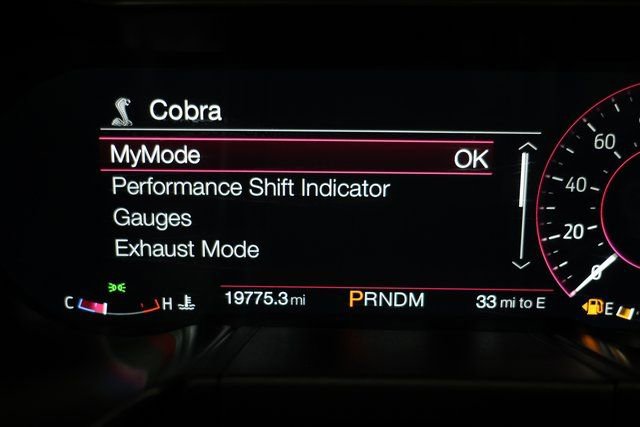 Cobra
MyMode OK
Performance Shift Indicator
Gauges
Exhaust Mode
60
40
20
0
C H
19775.3 mi PRNDM 33 mi to E
E